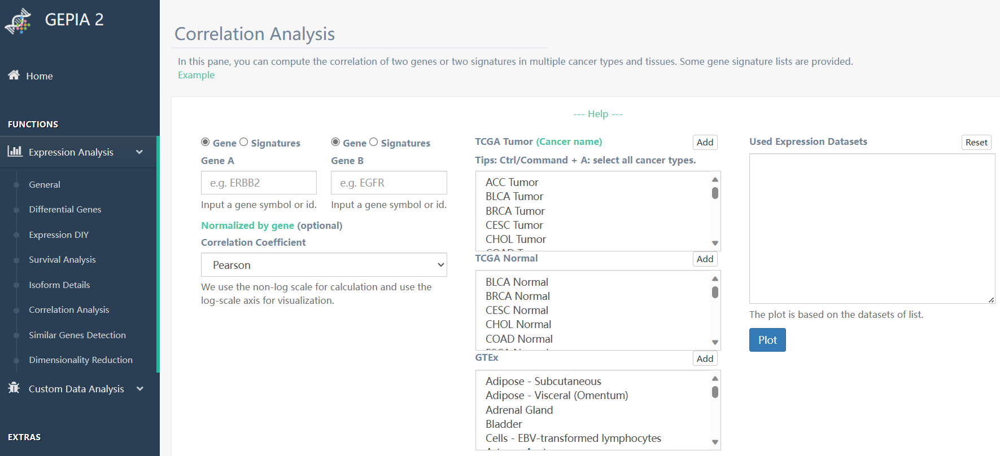 GEPIA 2
Home
FUNCTIONS
Expression Analysis
General
Differential Genes
Expression DIY
Survival Analysis
Isoform Details
Correlation Analysis
Similar Genes Detection
Dimensionality Reduction
Custom Data Analysis
EXTRAS
Correlation Analysis
In this pane, you can compute the correlation of two genes or two signatures in multiple cancer types and tissues. Some gene signature lists are provided.
Example
--- Help ---
Gene Signatures
Gene A
e.g. ERBB2
Input a gene symbol or id.
Gene Signatures
Gene B
e.g. EGFR
Input a gene symbol or id.
Normalized by gene (optional)
Correlation Coefficient
Pearson
We use the non-log scale for calculation and use the
log-scale axis for visualization.
TCGA Tumor (Cancer name) Add
Tips: Ctrl/Command + A: select all cancer types.
ACC Tumor
BLCA Tumor
BRCA Tumor
CESC Tumor
CHOL Tumor
TCGA Normal Add
BLCA Normal
BRCA Normal
CESC Normal
CHOL Normal
COAD Normal
GTEx Add
Adipose - Subcutaneous
Adipose - Visceral (Omentum)
Adrenal Gland
Bladder
Cells - EBV-transformed lymphocytes
Used Expression Datasets Reset
The plot is based on the datasets of list.
Plot